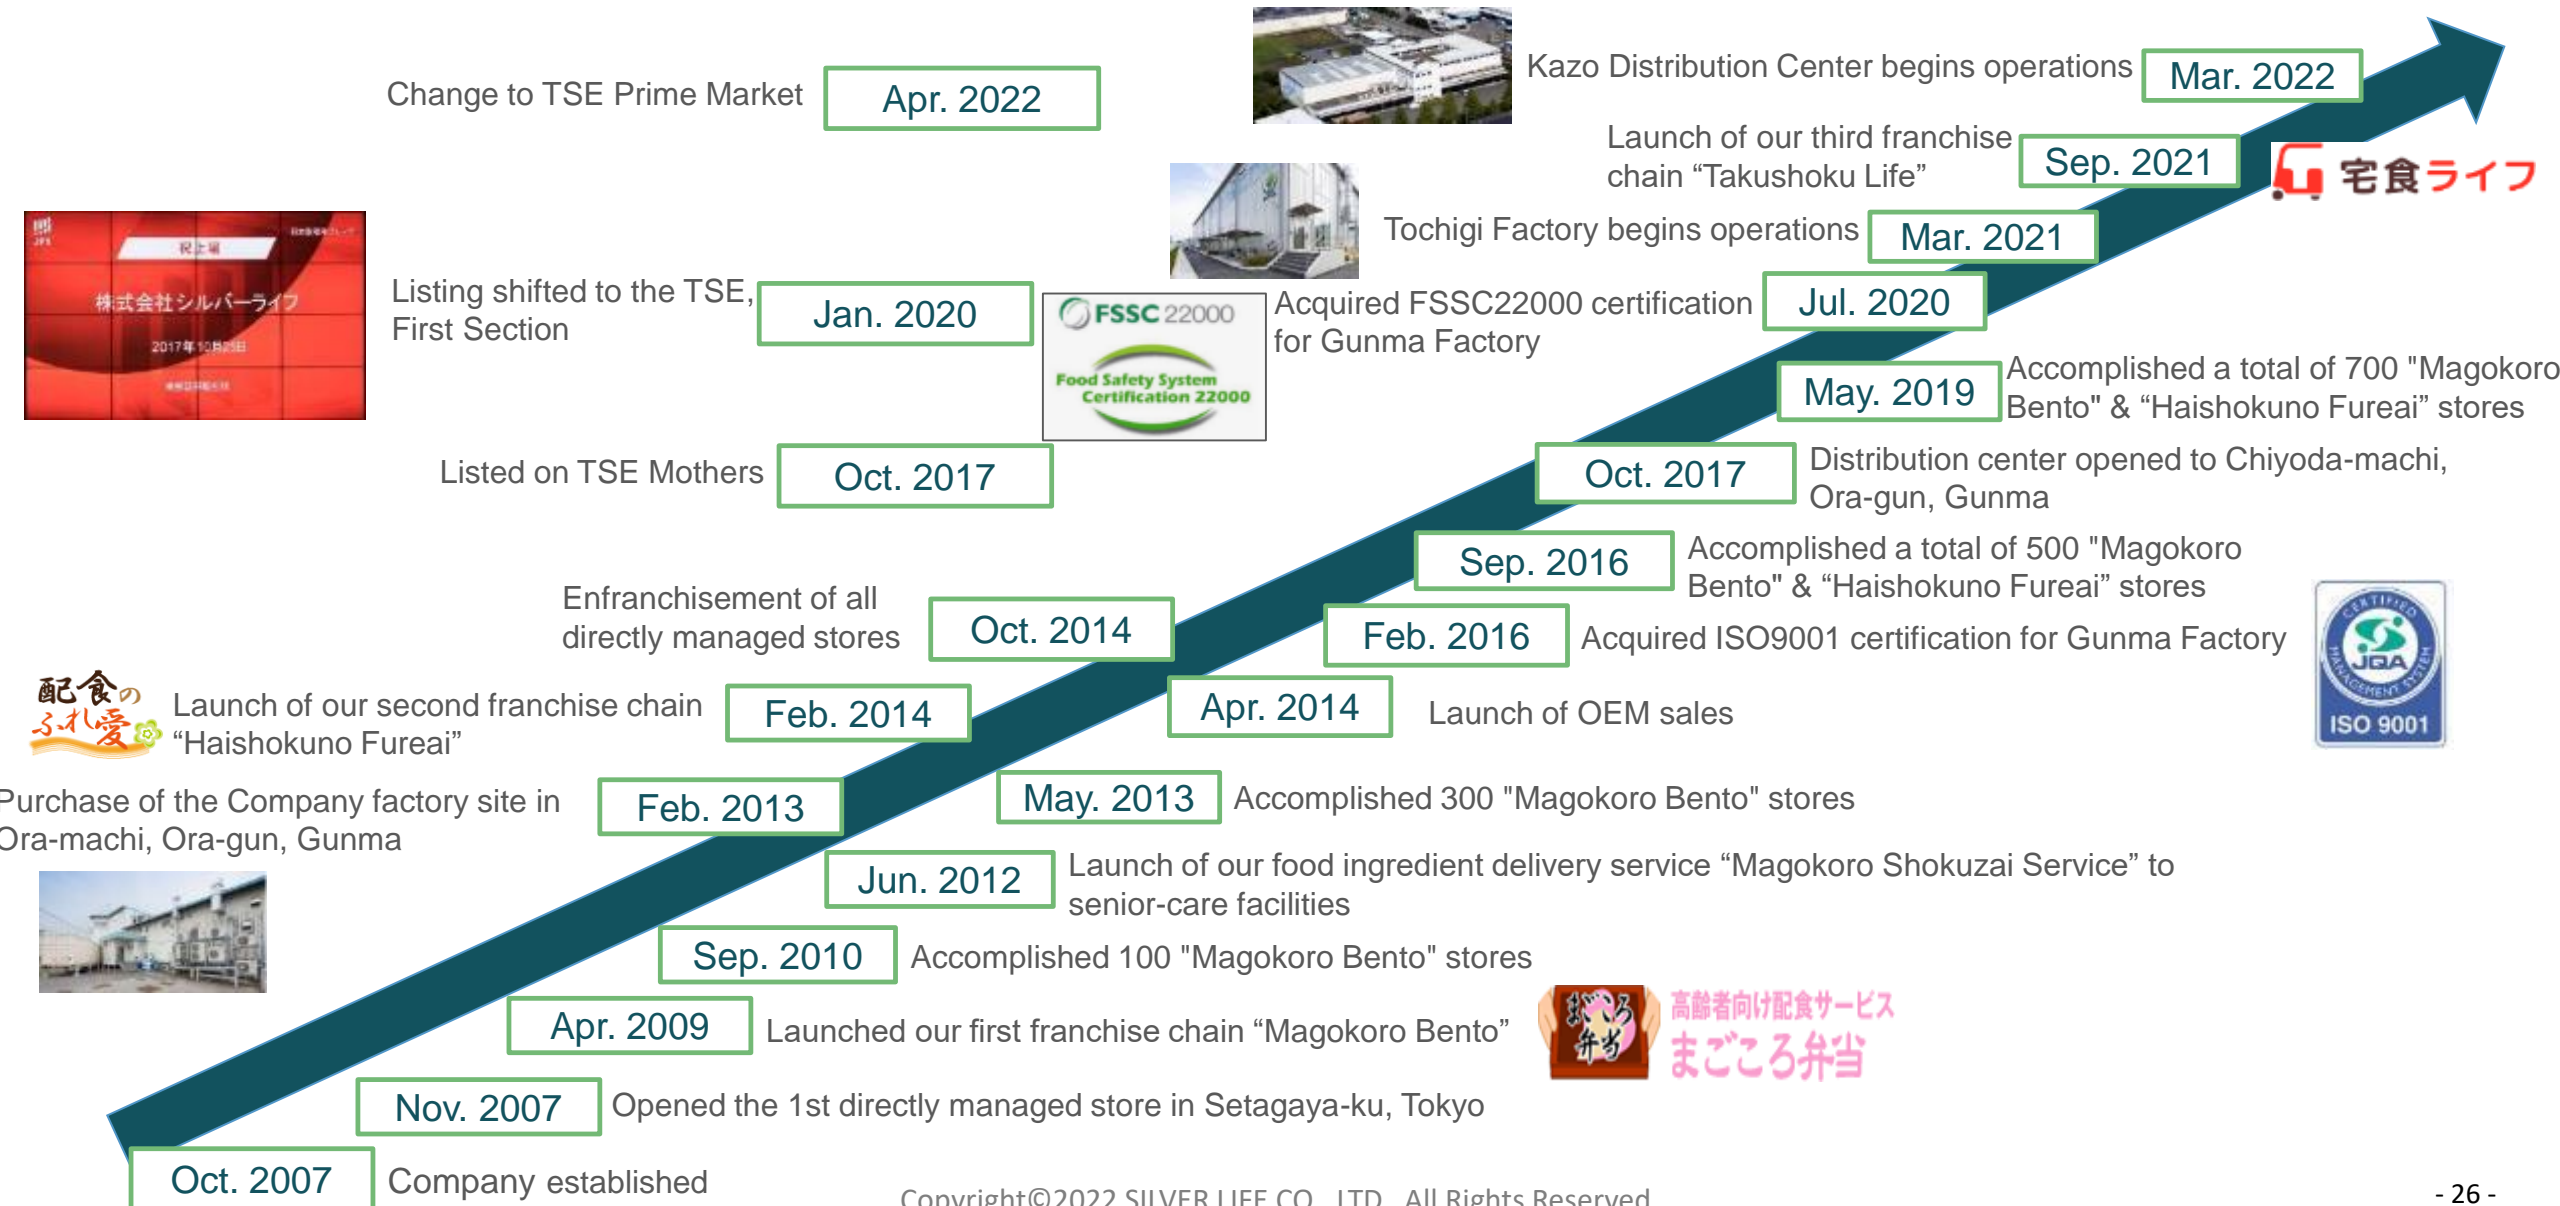 Change to TSE Prime Market
Apr. 2022
Kazo Distribution Center begins operations
Mar. 2022
Launch of our third franchise
chain “Takushoku Life”
Sep. 2021
宅食ライフ
Tochigi Factory begins operations
Mar. 2021
祝上場
株式会社シルバーライフ
Listing shifted to the TSE,
First Section
Jan. 2020
FSSC 22000
Food Safety System
Certification 22000
Acquired FSSC22000 certification
for Gunma Factory
Jul. 2020
May. 2019
Accomplished a total of 700 "Magokoro
Bento" & “Haishokuno Fureai” stores
Listed on TSE Mothers
Oct. 2017
Oct. 2017
Distribution center opened to Chiyoda-machi,
Ora-gun, Gunma
Sep. 2016
Accomplished a total of 500 "Magokoro
Bento" & “Haishokuno Fureai” stores
Enfranchisement of all
directly managed stores
Oct. 2014
Feb. 2016
Acquired ISO9001 certification for Gunma Factory
CERTIFIED
JQA
MANAGEMENT SYSTEM
ISO 9001
配食の
ふれ愛
Launch of our second franchise chain
“Haishokuno Fureai”
Feb. 2014
Apr. 2014
Launch of OEM sales
Purchase of the Company factory site in
Ora-machi, Ora-gun, Gunma
Feb. 2013
May. 2013
Accomplished 300 "Magokoro Bento" stores
Jun. 2012
Launch of our food ingredient delivery service “Magokoro Shokuzai Service” to
senior-care facilities
Sep. 2010
Accomplished 100 "Magokoro Bento" stores
Apr. 2009
Launched our first franchise chain “Magokoro Bento”
まごころ
弁当
高齢者向け配食サービス
まごころ弁当
Nov. 2007
Opened the 1st directly managed store in Setagaya-ku, Tokyo
Oct. 2007
Company established
Copyright©2022 SILVER LIFE CO., LTD. All Rights Reserved
- 26 -